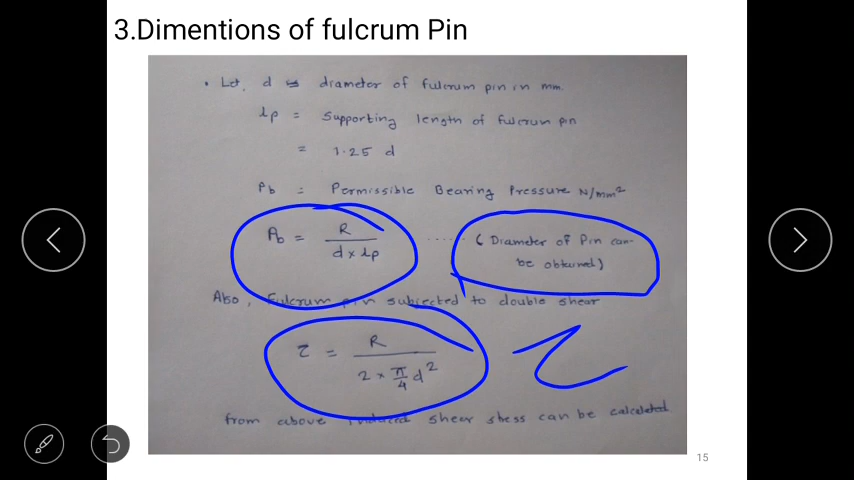 3.Dimentions of fulcrum Pin
• Let, d = diameter of fulcrum pin in mm.
lp = Supporting length of fulcrum pin
= 1.25 d
Pb = Permissible Bearing Pressure N/mm²
Pb = R / d × lp ...... ( Diameter of Pin can
be obtained)
Also, Fulcrum pin subjected to double shear
τ = R / 2 × π/4 d²
from above induced shear stess can be calculated
15